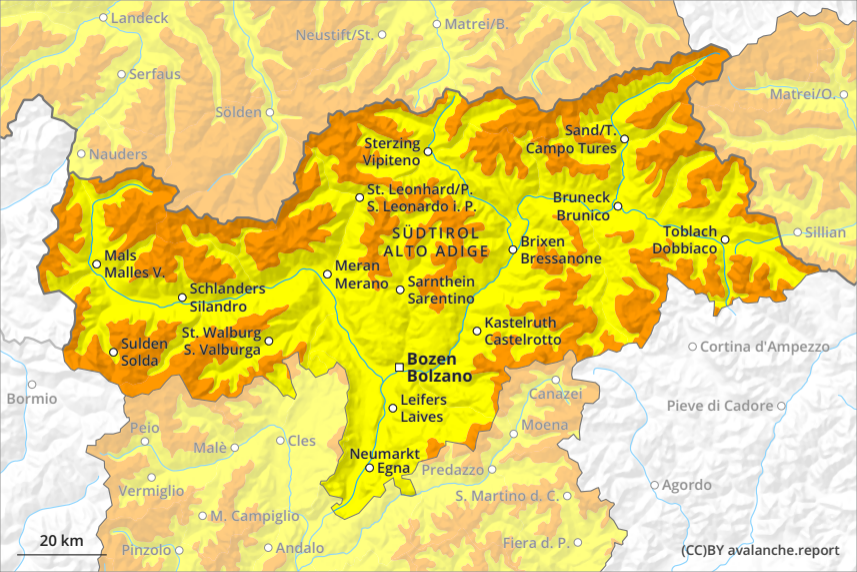 Landeck
Matrei/B.
Neustift/St.
Serfaus
Matrei/O.
Sölden
Sand/T.
Campo Tures
Sterzing
Vipiteno
Nauders
St. Leonhard/P.
S. Leonardo i. P.
Bruneck
Brunico
SÜDTIROL
ALTO ADIGE
Toblach
Dobbiaco
Sillian
Brixen
Bressanone
Mals
Malles V.
Meran
Merano
Sarnthein
Sarentino
Schlanders
Silandro
Kastelruth
Castelrotto
St. Walburg
S. Valburga
Sulden
Solda
Cortina d'Ampezzo
Bozen
Bolzano
Bormio
Canazei
Leifers
Laives
Pieve di Cadore
Peio
Moena
Malè
Cles
Neumarkt
Egna
Predazzo
Vermiglio
Agordo
S. Martino d. C.
M. Campiglio
20 km
Pinzolo
Andalo
Fiera d. P.
(CC)BY avalanche.report